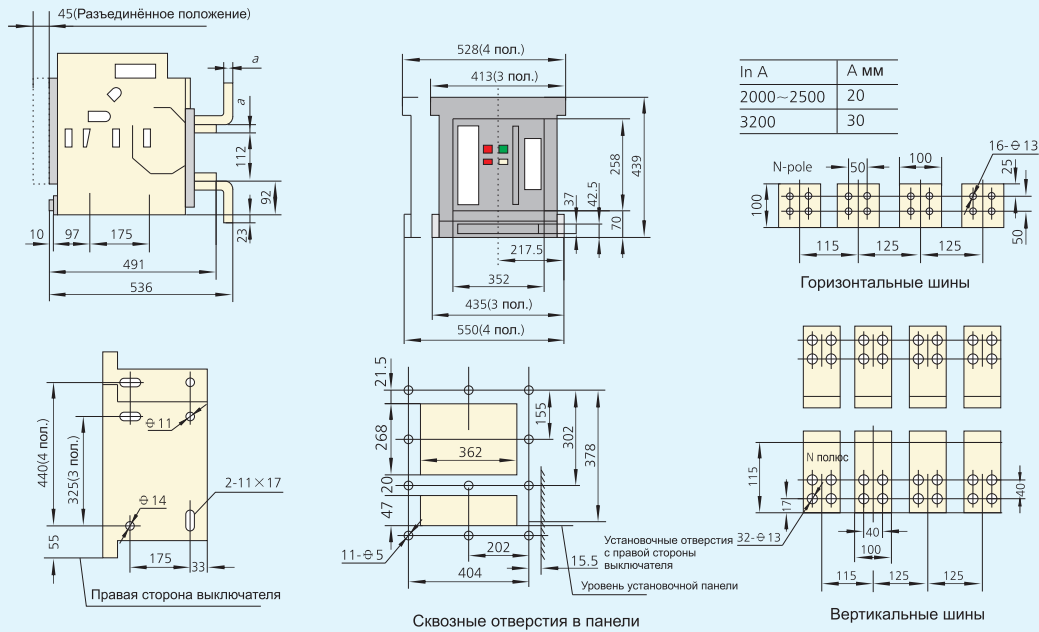 45(Разъединённое положение)
a
a
112
92
23
10
97
175
491
536
528(4 пол.)
413(3 пол.)
258
439
37
42.5
70
217.5
352
435(3 пол.)
550(4 пол.)
In A
A мм
2000~2500
20
3200
30
N-pole
50
100
16-Ф13
25
100
50
115
125
125
Горизонтальные шины
440(4 пол.)
325(3 пол.)
Ф11
2-11×17
Ф14
55
175
33
Правая сторона выключателя
21.5
268
20
47
362
155
302
378
11-Ф5
202
404
15.5
Установочные отверстия
с правой стороны
выключателя
Уровень установочной панели
Сквозные отверстия в панели
N полюс
115
17
32-Ф13
40
100
40
115
125
125
Вертикальные шины